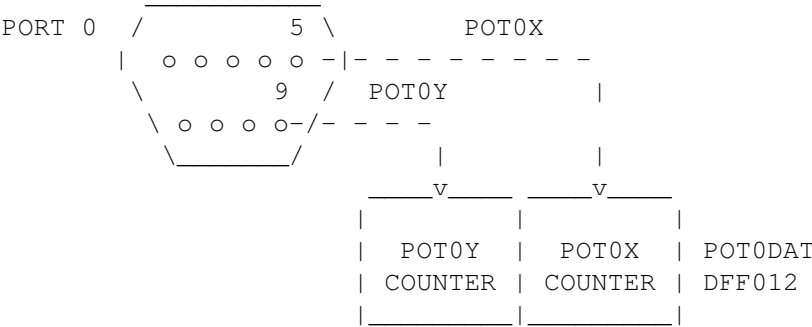 PORT 0 5 POT0X
o o o o o
9 POT0Y
o o o o
v v
POT0Y POT0X POT0DAT
COUNTER COUNTER DFF012